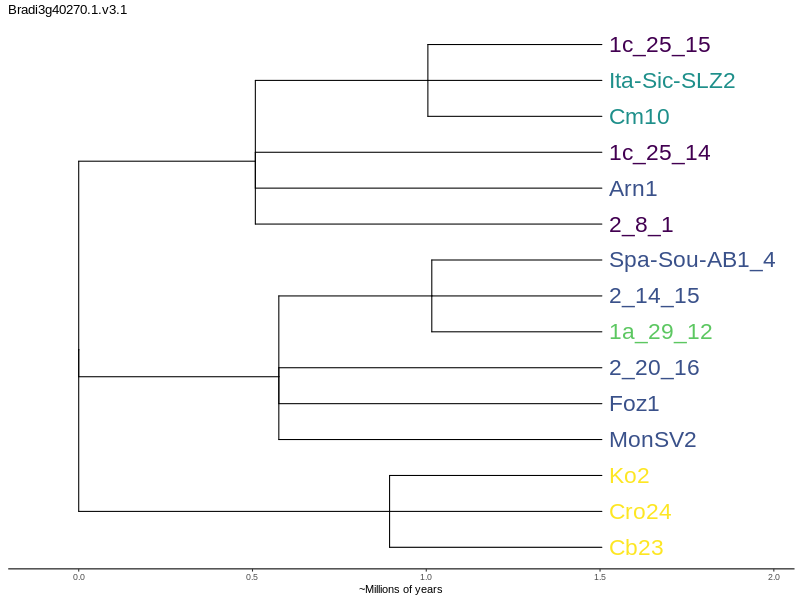 Bradi3g40270.1.v3.1
1c_25_15
Ita-Sic-SLZ2
Cm10
1c_25_14
Arn1
2_8_1
Spa-Sou-AB1_4
2_14_15
1a_29_12
2_20_16
Foz1
MonSV2
Ko2
Cro24
Cb23
0.0 0.5 1.0 1.5 2.0
~Millions of years